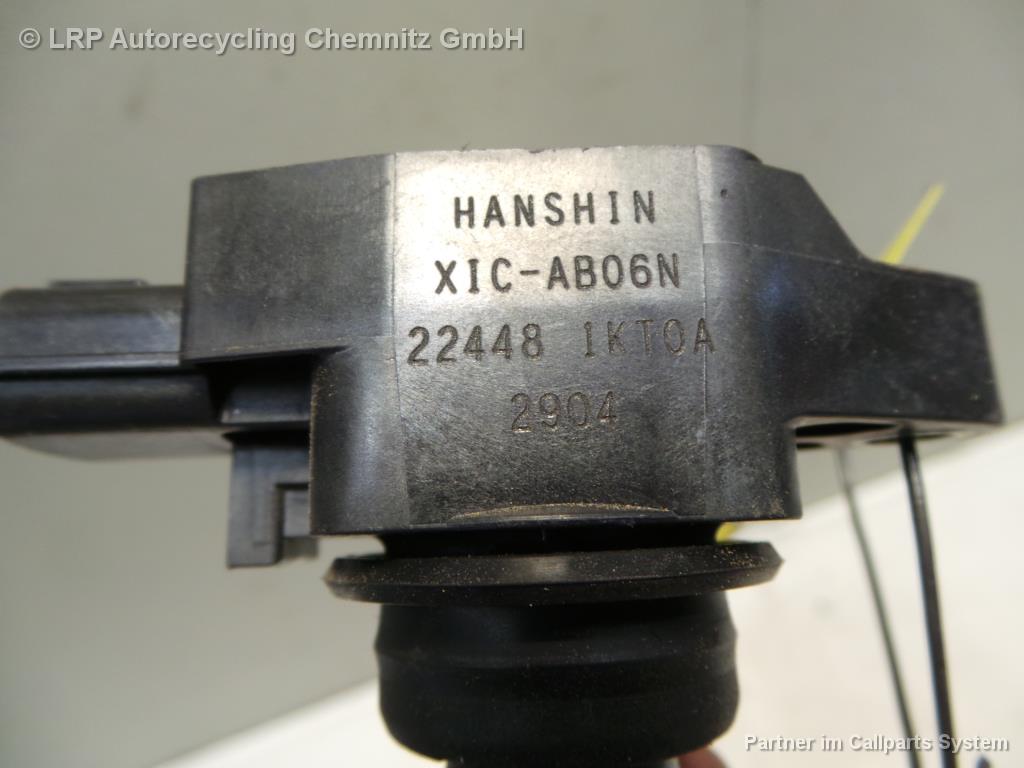 © LRP Autorecycling Chemnitz GmbH
HANSHIN
XIC-AB06N
22448 1KT0A
2904
Partner im Callparts System